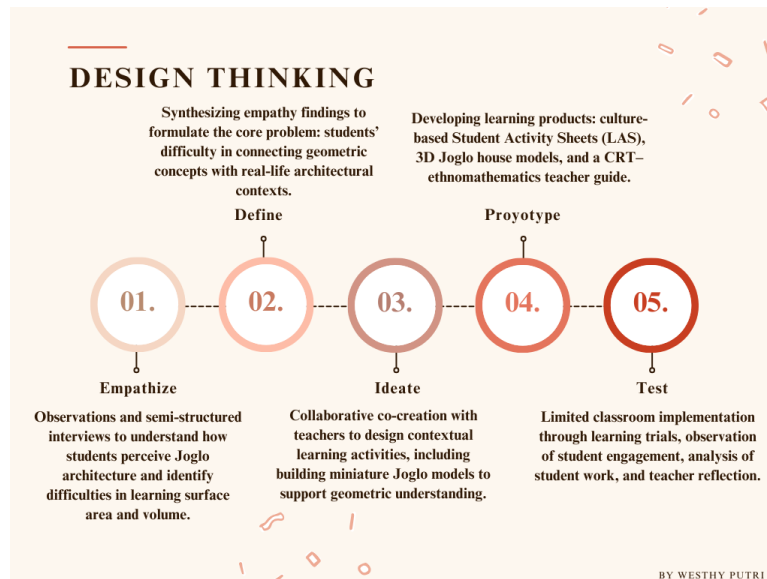 DESIGN THINKING
Synthesizing empathy findings to
formulate the core problem: students'
difficulty in connecting geometric
concepts with real-life architectural
contexts.
Define
Developing learning products: culture-
based Student Activity Sheets (LAS),
3D Joglo house models, and a CRT–
ethnomathematics teacher guide.
Proyotype
01.
02.
03.
04.
05.
Empathize
Observations and semi-structured
interviews to understand how
students perceive Joglo
architecture and identify
difficulties in learning surface
area and volume.
Ideate
Collaborative co-creation with
teachers to design contextual
learning activities, including
building miniature Joglo models to
support geometric understanding.
Test
Limited classroom implementation
through learning trials, observation
of student engagement, analysis of
student work, and teacher reflection.
BY WESTHY PUTRI